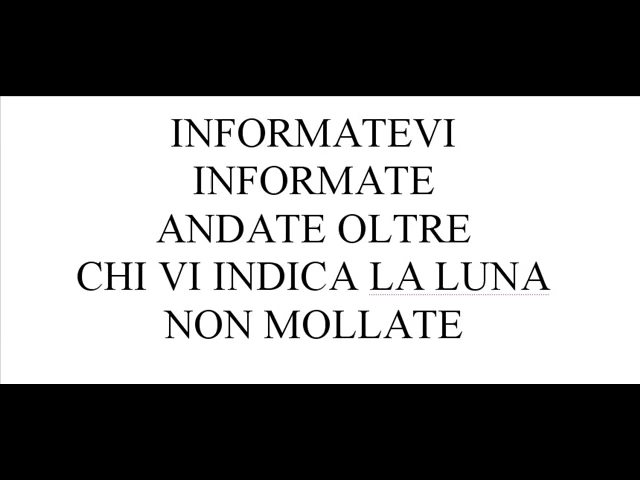 INFORMATEVI
INFORMATE
ANDATE OLTRE
CHI VI INDICA LA LUNA
NON MOLLATE